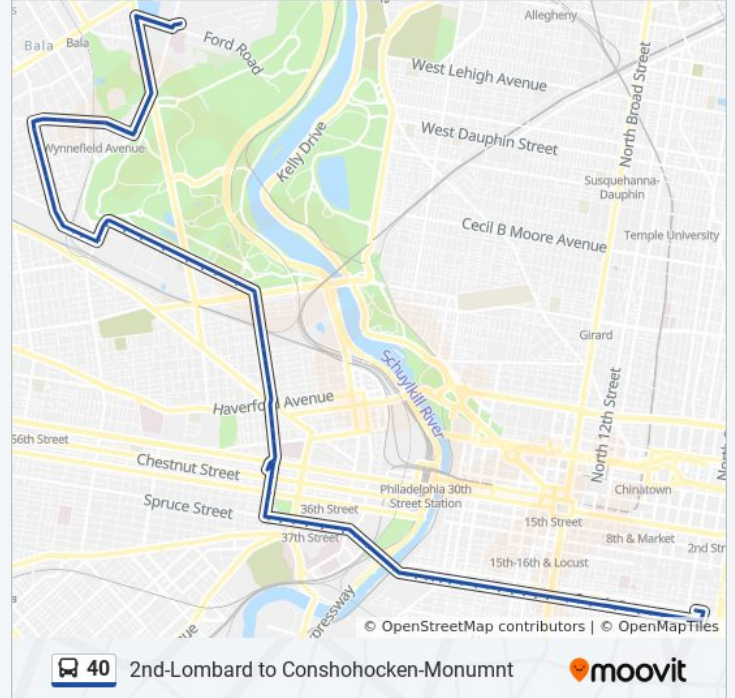 Allegheny
Bala
Bala
Ford Road
West Lehigh Avenue
North Broad Street
West Dauphin Street
Kelly Drive
Wynnefield Avenue
Susquehanna-
Dauphin
Cecil B Moore Avenue
Temple University
Girard
Schuylkill River
Haverford Avenue
North 12th Street
56th Street
Chestnut Street
Philadelphia 30th
Street Station
Chinatown
Spruce Street
36th Street
15th Street
37th Street
8th & Market
2nd Str
15th-16th & Locust
pressway
© OpenStreetMap contributors | © OpenMapTiles
40 2nd-Lombard to Conshohocken-Monumnt
moovit